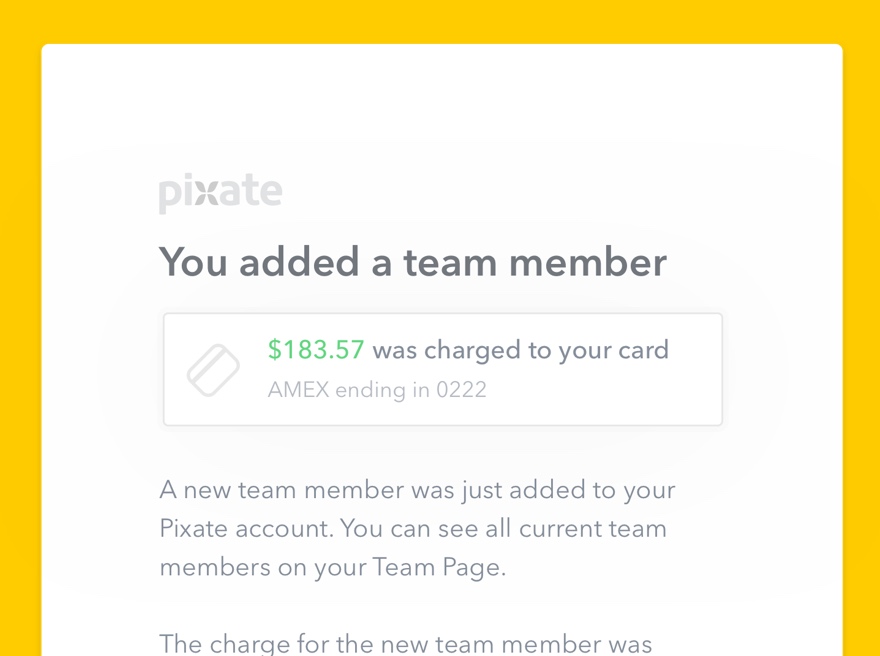 pixate
You added a team member
$183.57 was charged to your card
AMEX ending in 0222
A new team member was just added to your
Pixate account. You can see all current team
members on your Team Page.
The charge for the new team member was